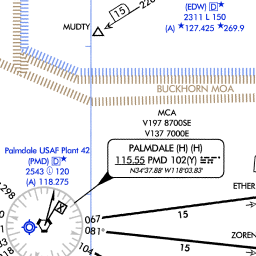 (EDW) D★
2311 L 150
(A) ★127.425 ★269.9
15
220
MUDTY
BUCKHORN MOA
MCA
V197 8700SE
V137 7000E
Palmdale USAF Plant 42
(PMD) D★
2543 L 120
(A) 118.275
PALMDALE (H) (H)
115.55 PMD 102(Y)
N34°37.88' W118°03.83'
298
067
081°
104
15
15
ETHER
ZOREN